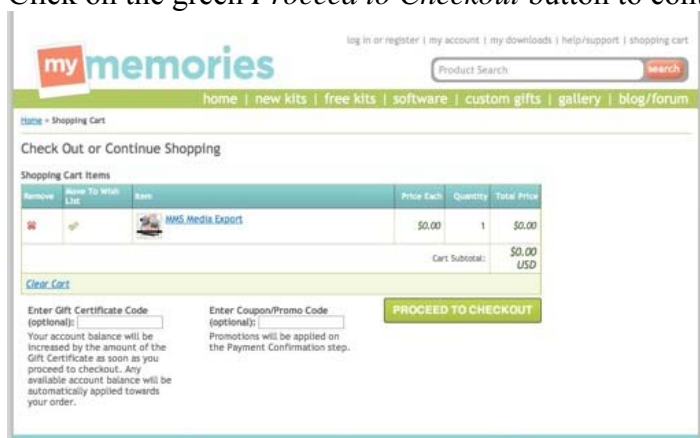 Click on the green Proceed to Checkout button to con
log in or register | my account | my downloads | help/support | shopping cart
my memories
Product Search
search
home | new kits | free kits | software | custom gifts | gallery | blog/forum
Home » Shopping Cart
Check Out or Continue Shopping
Shopping Cart Items
Remove Move To Wish List Item Price Each Quantity Total Price
MMS Media Export $0.00 1 $0.00
Cart Subtotal: $0.00 USD
Clear Cart
Enter Gift Certificate Code
(optional):
Your account balance will be
increased by the amount of the
Gift Certificate as soon as you
proceed to checkout. Any
available account balance will be
automatically applied towards
your order.
Enter Coupon/Promo Code
(optional):
Promotions will be applied on
the Payment Confirmation step.
PROCEED TO CHECKOUT